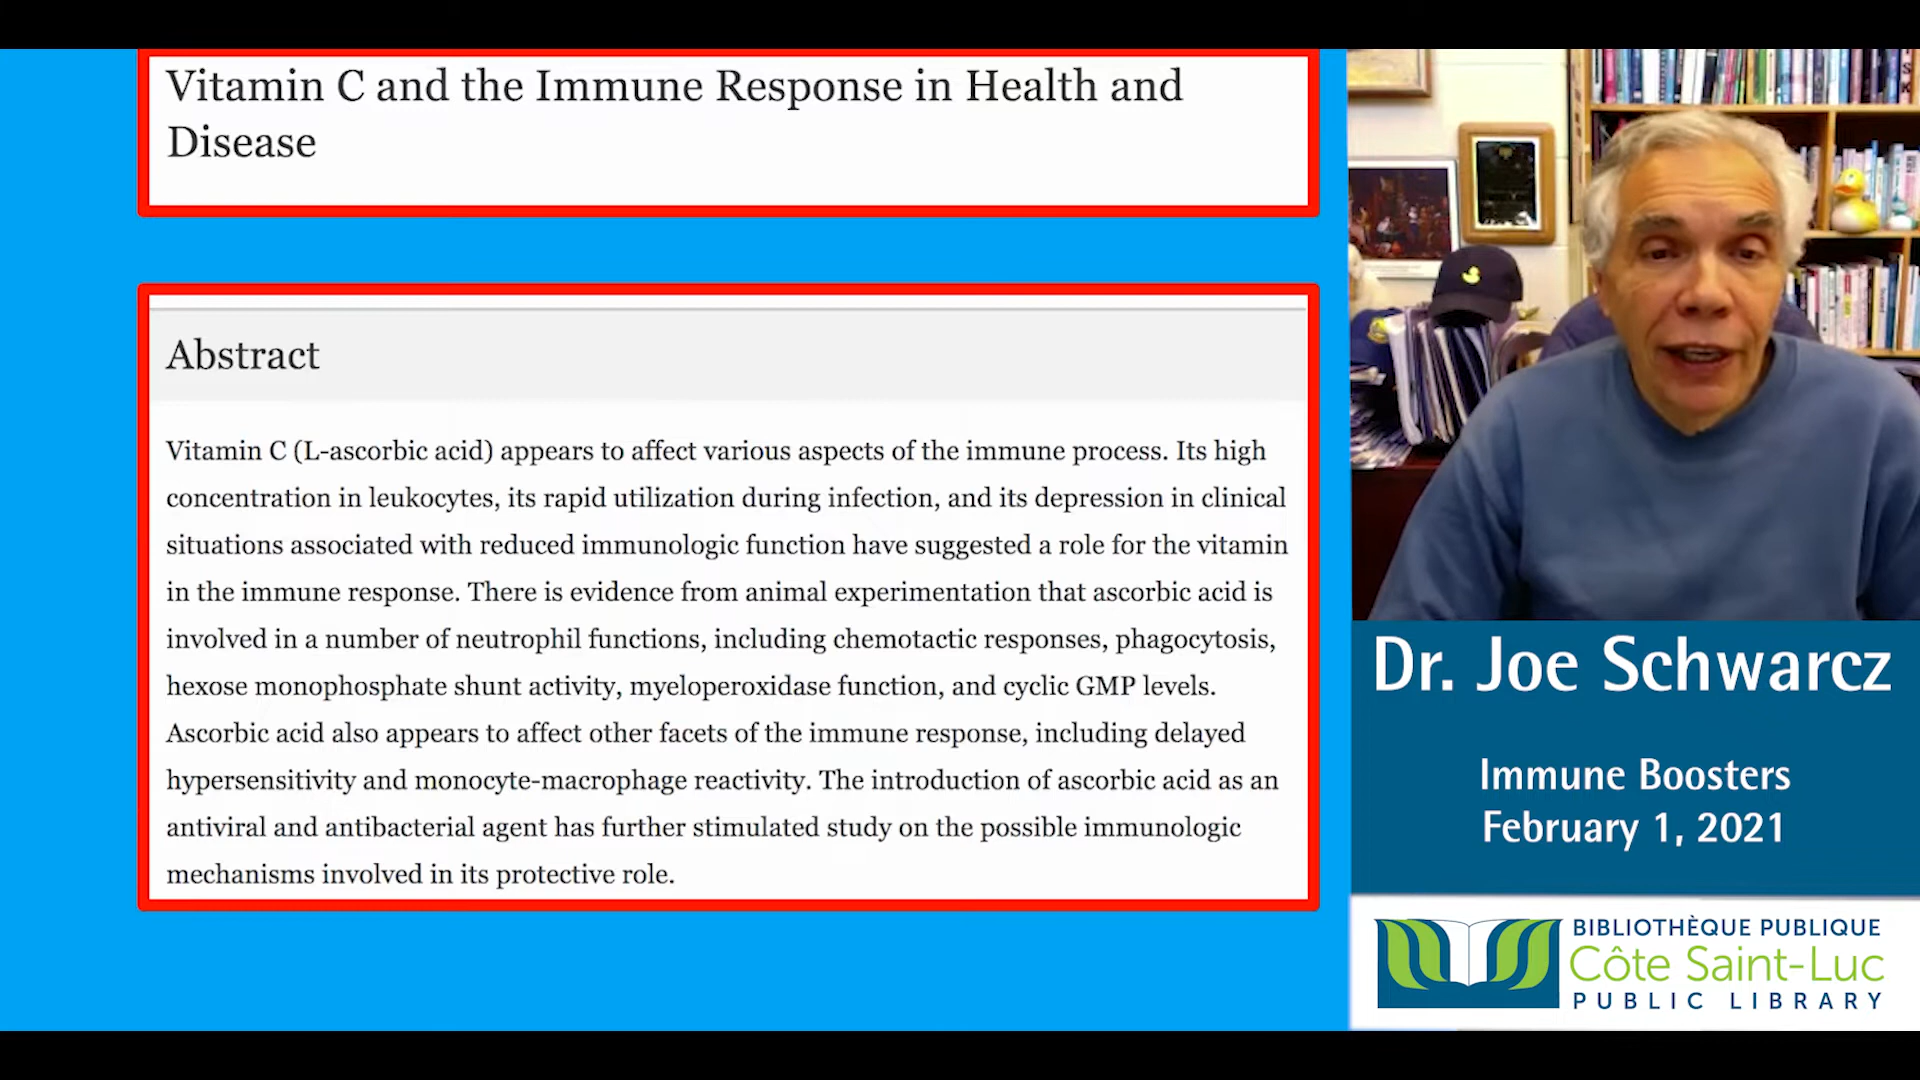 Vitamin C and the Immune Response in Health and
Disease
Abstract
Vitamin C (L-ascorbic acid) appears to affect various aspects of the immune process. Its high
concentration in leukocytes, its rapid utilization during infection, and its depression in clinical
situations associated with reduced immunologic function have suggested a role for the vitamin
in the immune response. There is evidence from animal experimentation that ascorbic acid is
involved in a number of neutrophil functions, including chemotactic responses, phagocytosis,
hexose monophosphate shunt activity, myeloperoxidase function, and cyclic GMP levels.
Ascorbic acid also appears to affect other facets of the immune response, including delayed
hypersensitivity and monocyte-macrophage reactivity. The introduction of ascorbic acid as an
antiviral and antibacterial agent has further stimulated study on the possible immunologic
mechanisms involved in its protective role.
Dr. Joe Schwarcz
Immune Boosters
February 1, 2021
BIBLIOTHÈQUE PUBLIQUE
Côte Saint-Luc
PUBLIC LIBRARY